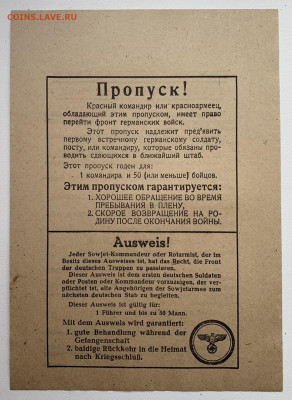 COINS.LAVE.RU
Пропуск!
Красный командир или красноармеец,
обладающий этим пропуском, имеет право
перейти фронт германских войск.
Этот пропуск надлежит пред'явить
первому встречному германскому солдату,
посту, или командиру, которые обязаны про-
водить сдающихся в ближайший штаб.
Этот пропуск годен для:
1 командира и 50 (или меньше) бойцов.
Этим пропуском гарантируется:
1. ХОРОШЕЕ ОБРАЩЕНИЕ ВО ВРЕМЯ
ПРЕБЫВАНИЯ В ПЛЕНУ,
2. СКОРОЕ ВОЗВРАЩЕНИЕ НА РО-
ДИНУ ПОСЛЕ ОКОНЧАНИЯ ВОЙНЫ.
Ausweis!
Jeder Sowjet-Kommandeur oder Rotarmist, der im
Besitz dieses Ausweises ist, hat das Recht, die Front
der deutschen Truppen zu passieren.
Dieser Ausweis ist dem ersten deutschen Soldaten
oder Posten oder Kommandeur vorzuzeigen, der ver-
pflichtet ist, alle Angehörigen der Sowjetarmee zum
nächsten deutschen Stab zu begleiten.
Dieser Ausweis ist gültig für:
1 Führer und bis zu 50 Mann.
Mit dem Ausweis wird garantiert:
1. gute Behandlung während der
Gefangenschaft
2. baldige Rückkehr in die Heimat
nach Kriegsschluß.